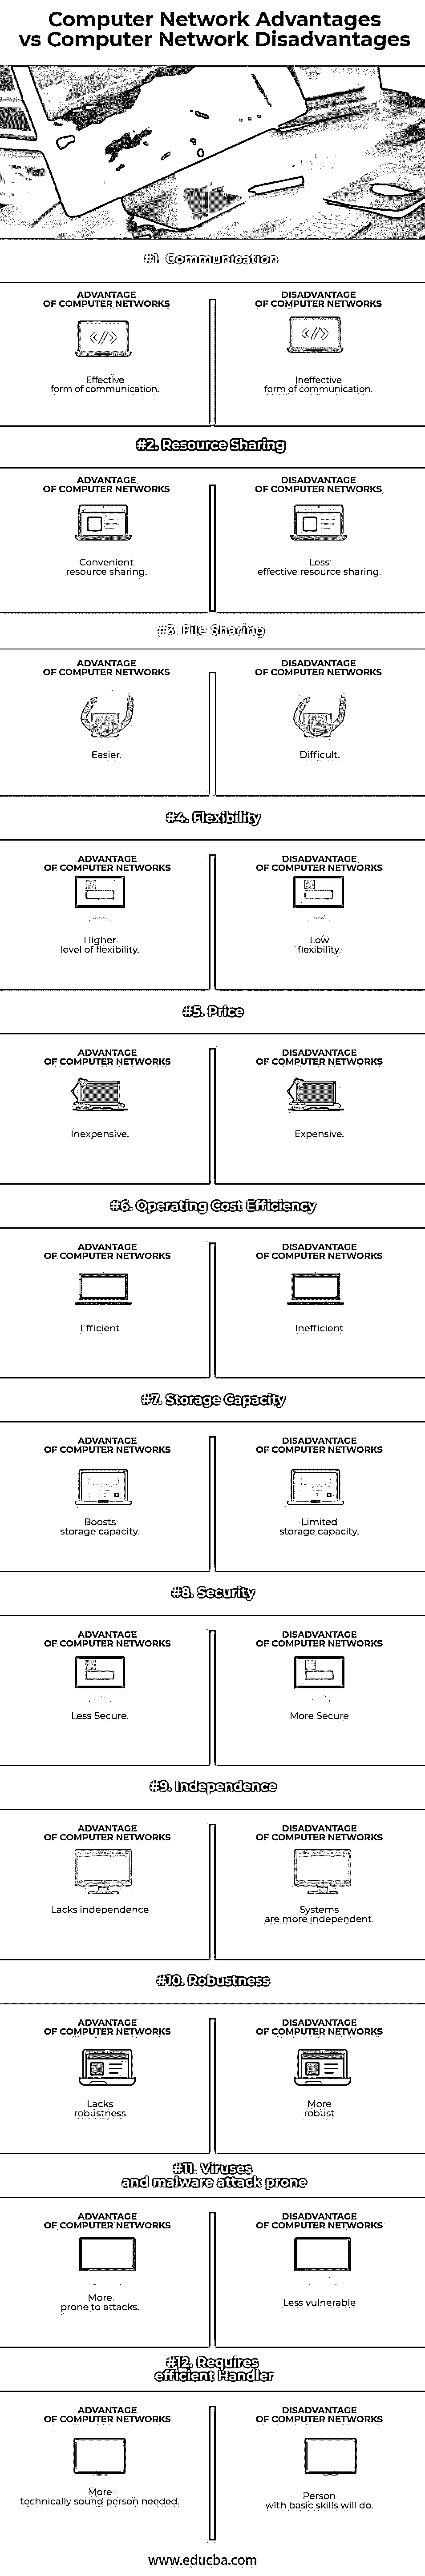 Computer Network Advantages
vs Computer Network Disadvantages
#1. Communication
ADVANTAGE
OF COMPUTER NETWORKS
Effective
form of communication.
DISADVANTAGE
OF COMPUTER NETWORKS
Ineffective
form of communication.
#2. Resource Sharing
ADVANTAGE
OF COMPUTER NETWORKS
Convenient
resource sharing.
DISADVANTAGE
OF COMPUTER NETWORKS
Less
effective resource sharing.
#3. File Sharing
ADVANTAGE
OF COMPUTER NETWORKS
Easier.
DISADVANTAGE
OF COMPUTER NETWORKS
Difficult.
#4. Flexibility
ADVANTAGE
OF COMPUTER NETWORKS
Higher
level of flexibility.
DISADVANTAGE
OF COMPUTER NETWORKS
Low
flexibility.
#5. Price
ADVANTAGE
OF COMPUTER NETWORKS
Inexpensive.
DISADVANTAGE
OF COMPUTER NETWORKS
Expensive.
#6. Operating Cost Efficiency
ADVANTAGE
OF COMPUTER NETWORKS
Efficient
DISADVANTAGE
OF COMPUTER NETWORKS
Inefficient
#7. Storage Capacity
ADVANTAGE
OF COMPUTER NETWORKS
Boosts
storage capacity.
DISADVANTAGE
OF COMPUTER NETWORKS
Limited
storage capacity.
#8. Security
ADVANTAGE
OF COMPUTER NETWORKS
Less Secure.
DISADVANTAGE
OF COMPUTER NETWORKS
More Secure
#9. Independence
ADVANTAGE
OF COMPUTER NETWORKS
Lacks independence
DISADVANTAGE
OF COMPUTER NETWORKS
Systems
are more independent.
#10. Robustness
ADVANTAGE
OF COMPUTER NETWORKS
Lacks
robustness
DISADVANTAGE
OF COMPUTER NETWORKS
More
robust
#11. Viruses
and malware attack prone
ADVANTAGE
OF COMPUTER NETWORKS
More
prone to attacks.
DISADVANTAGE
OF COMPUTER NETWORKS
Less vulnerable
#12. Requires
efficient Handler
ADVANTAGE
OF COMPUTER NETWORKS
More
technically sound person needed.
DISADVANTAGE
OF COMPUTER NETWORKS
Person
with basic skills will do.
www.educba.com